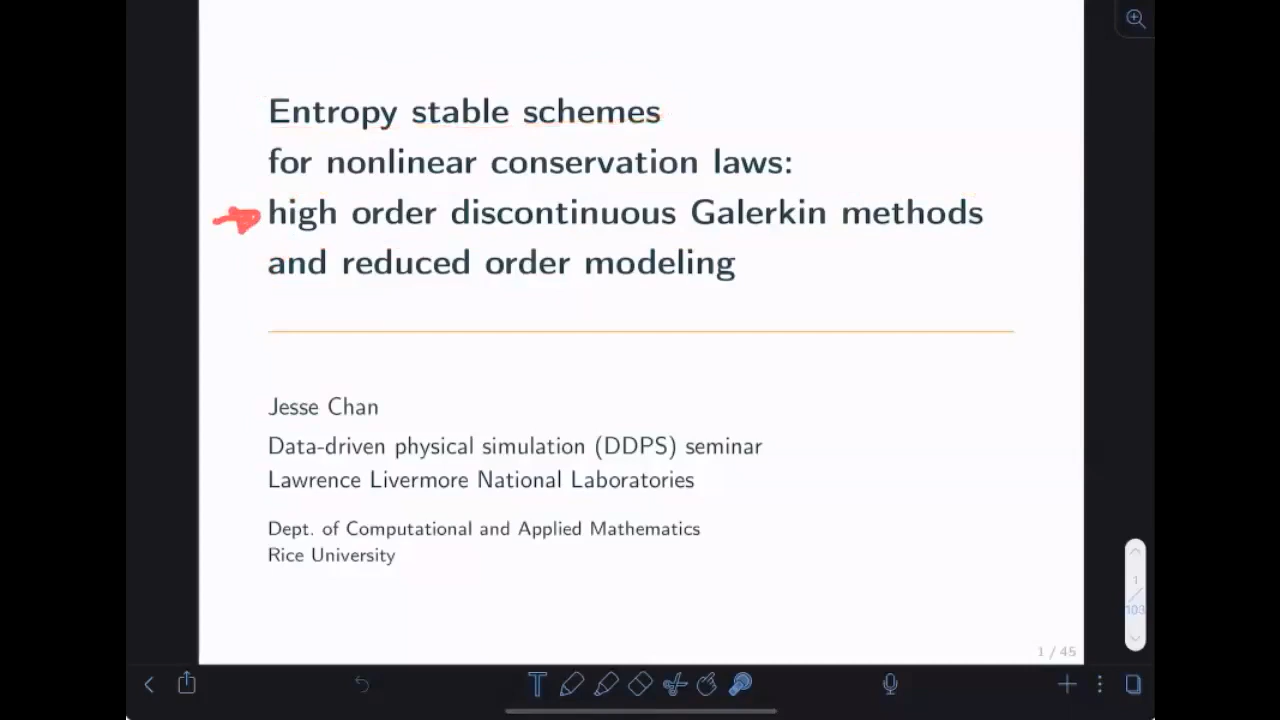 Entropy stable schemes
for nonlinear conservation laws:
high order discontinuous Galerkin methods
and reduced order modeling
Jesse Chan
Data-driven physical simulation (DDPS) seminar
Lawrence Livermore National Laboratories
Dept. of Computational and Applied Mathematics
Rice University
1
103
1 / 45